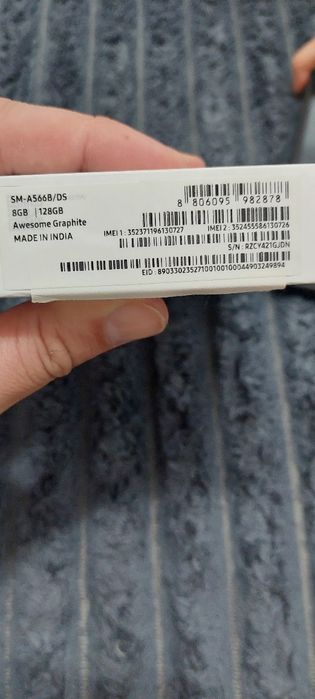 SM-A566B/DS
8GB | 128GB
Awesome Graphite
MADE IN INDIA
8 806095 982878
IMEI 1 : 352371196130727 IMEI 2 : 352455586130726
S/N : RZCY421GJDN
EID : 89033023527100100100044903249894